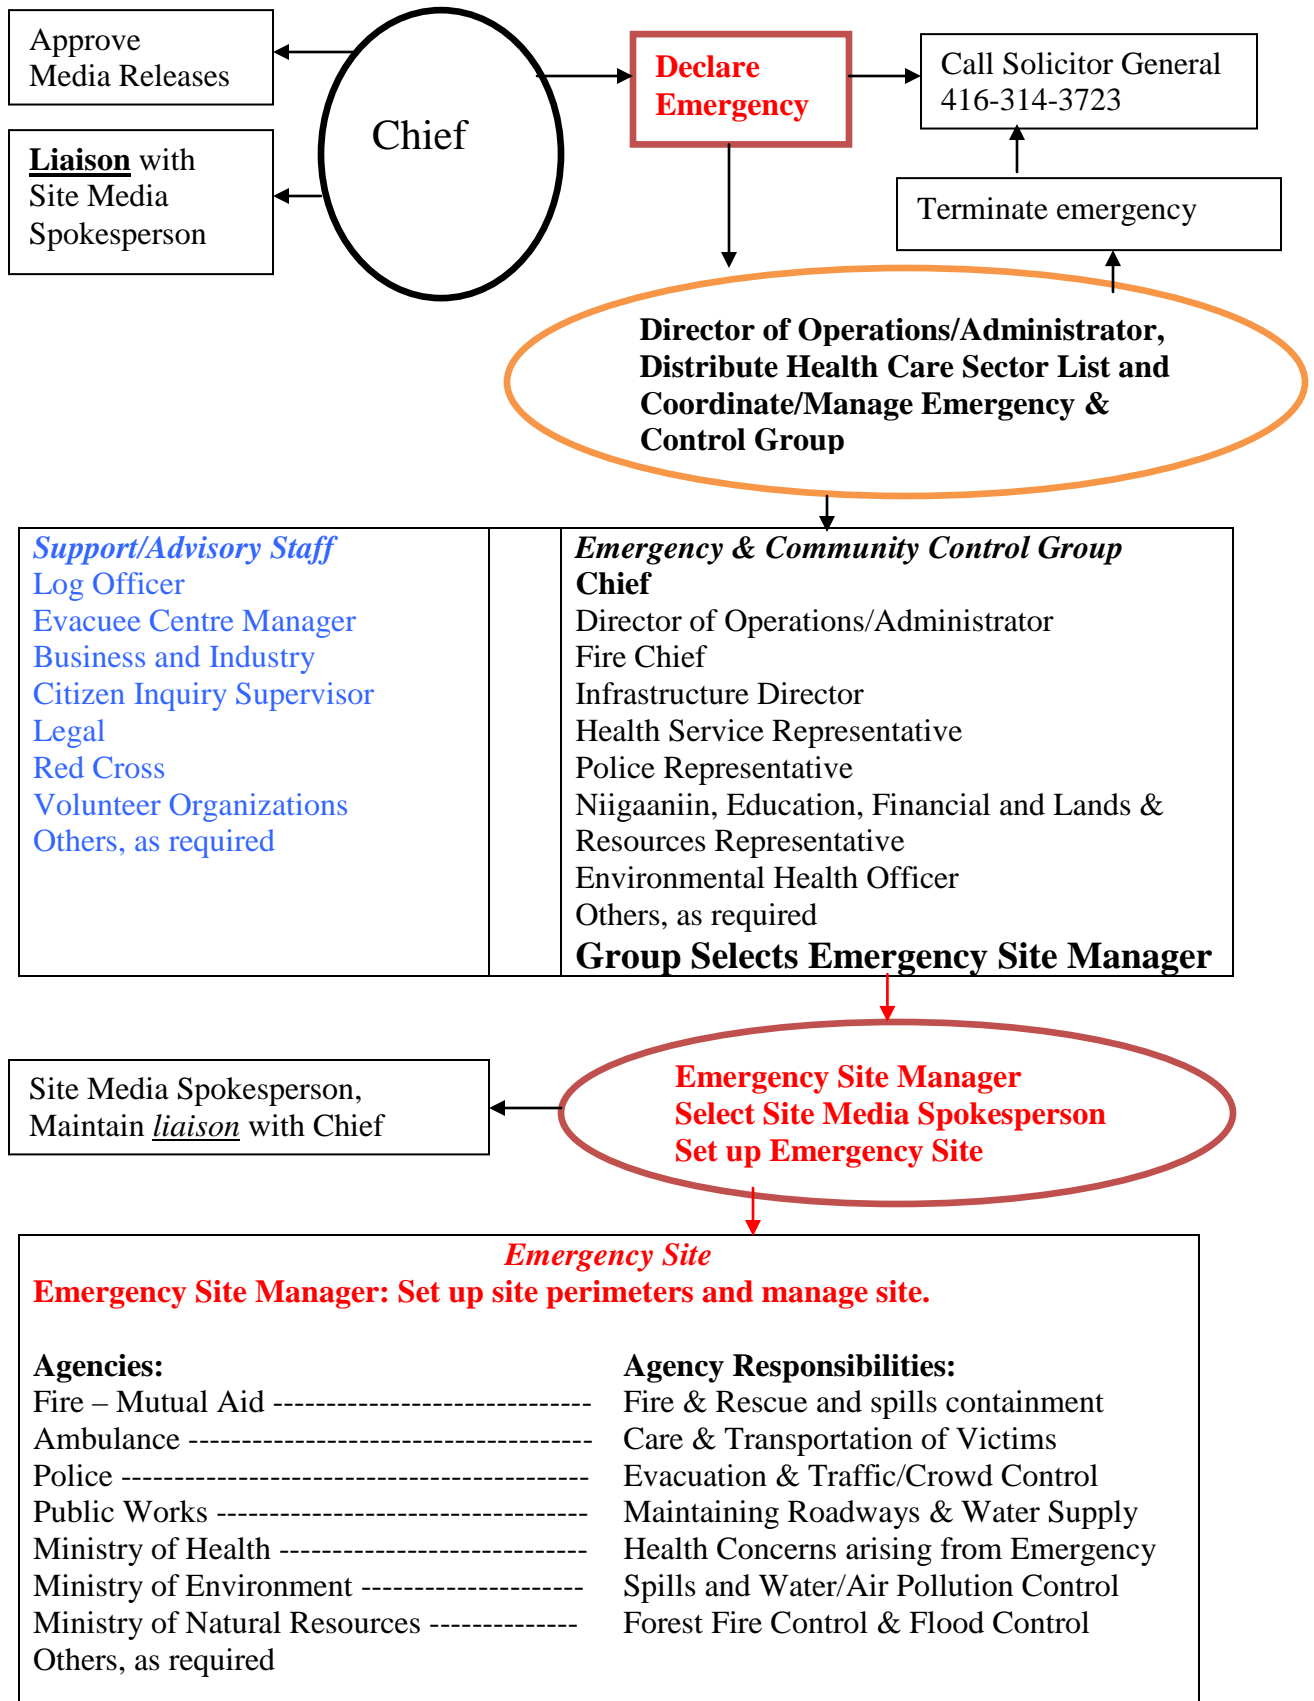 Approve
Media Releases
Liaison with
Site Media
Spokesperson
Chief
Declare
Emergency
Call Solicitor General
416-314-3723
Terminate emergency
Director of Operations/Administrator,
Distribute Health Care Sector List and
Coordinate/Manage Emergency &
Control Group
Support/Advisory Staff
Log Officer
Evacuee Centre Manager
Business and Industry
Citizen Inquiry Supervisor
Legal
Red Cross
Volunteer Organizations
Others, as required
Emergency & Community Control Group
Chief
Director of Operations/Administrator
Fire Chief
Infrastructure Director
Health Service Representative
Police Representative
Niigaaniin, Education, Financial and Lands &
Resources Representative
Environmental Health Officer
Others, as required
Group Selects Emergency Site Manager
Site Media Spokesperson,
Maintain liaison with Chief
Emergency Site Manager
Select Site Media Spokesperson
Set up Emergency Site
Emergency Site
Emergency Site Manager: Set up site perimeters and manage site.
Agencies: Agency Responsibilities:
Fire – Mutual Aid ------------------------------ Fire & Rescue and spills containment
Ambulance -------------------------------------- Care & Transportation of Victims
Police -------------------------------------------- Evacuation & Traffic/Crowd Control
Public Works ----------------------------------- Maintaining Roadways & Water Supply
Ministry of Health ----------------------------- Health Concerns arising from Emergency
Ministry of Environment --------------------- Spills and Water/Air Pollution Control
Ministry of Natural Resources -------------- Forest Fire Control & Flood Control
Others, as required